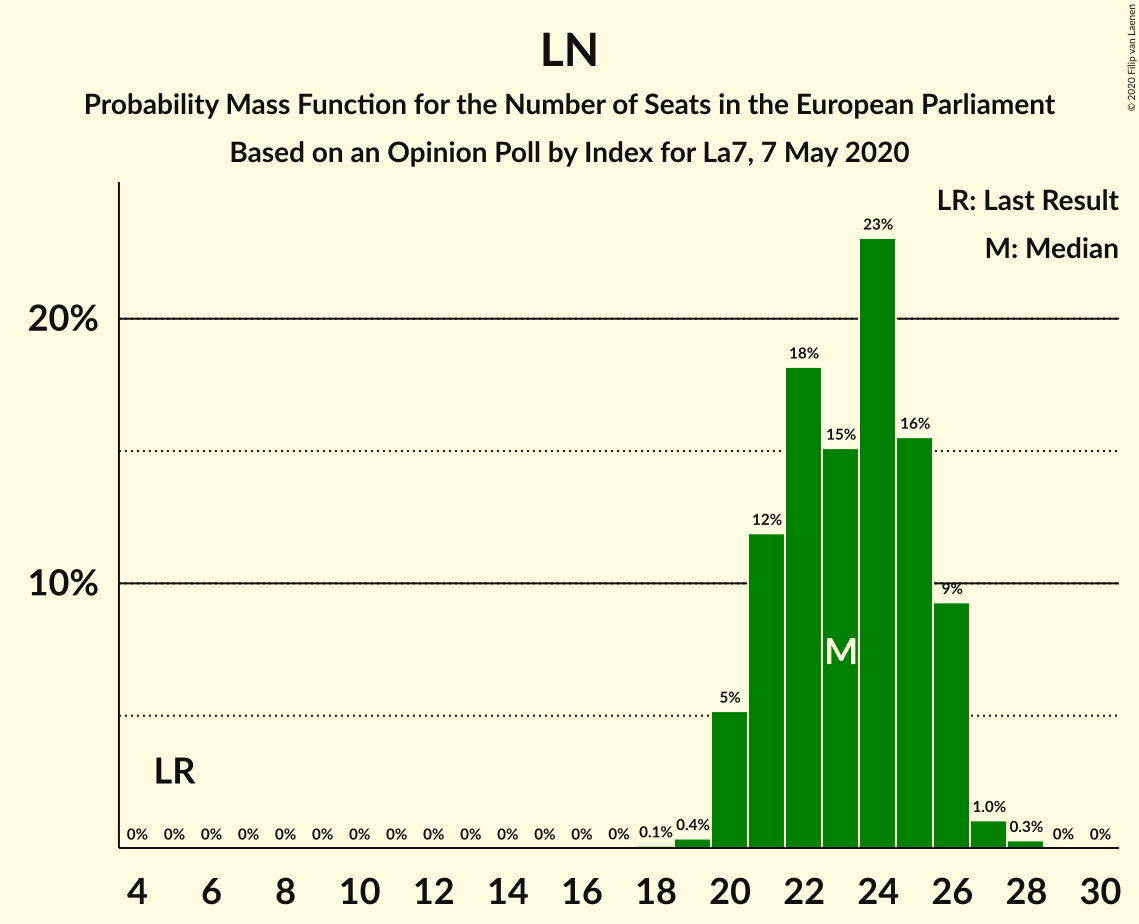 LN
Probability Mass Function for the Number of Seats in the European Parliament
Based on an Opinion Poll by Index for La7, 7 May 2020
© 2020 Filip van Laenen
LR: Last Result
M: Median
20%
10%
LR
M
0% 0% 0% 0% 0% 0% 0% 0% 0% 0% 0% 0% 0% 0% 0.1% 0.4% 5% 12% 18% 15% 23% 16% 9% 1.0% 0.3% 0% 0%
4 6 8 10 12 14 16 18 20 22 24 26 28 30